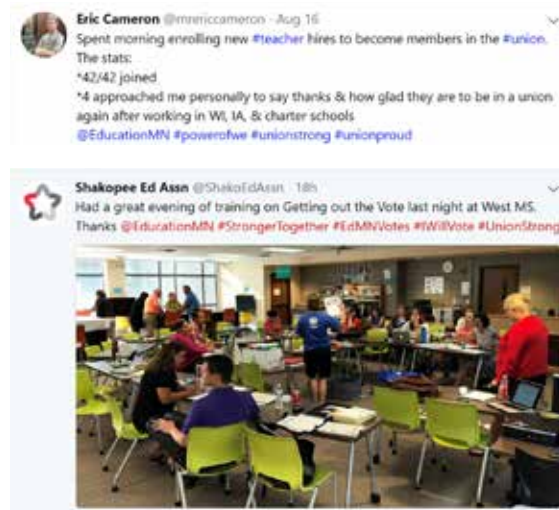 Eric Cameron @mrericcameron · Aug 16
Spent morning enrolling new #teacher hires to become members in the #union.
The stats:
*42/42 joined
*4 approached me personally to say thanks & how glad they are to be in a union
again after working in WI, IA, & charter schools
@EducationMN #powerofwe #unionstrong #unionproud
Shakopee Ed Assn @ShakoEdAssn · 18h
Had a great evening of training on Getting out the Vote last night at West MS.
Thanks @EducationMN #StrongerTogether #EdMNVotes #IWillVote #UnionStrong